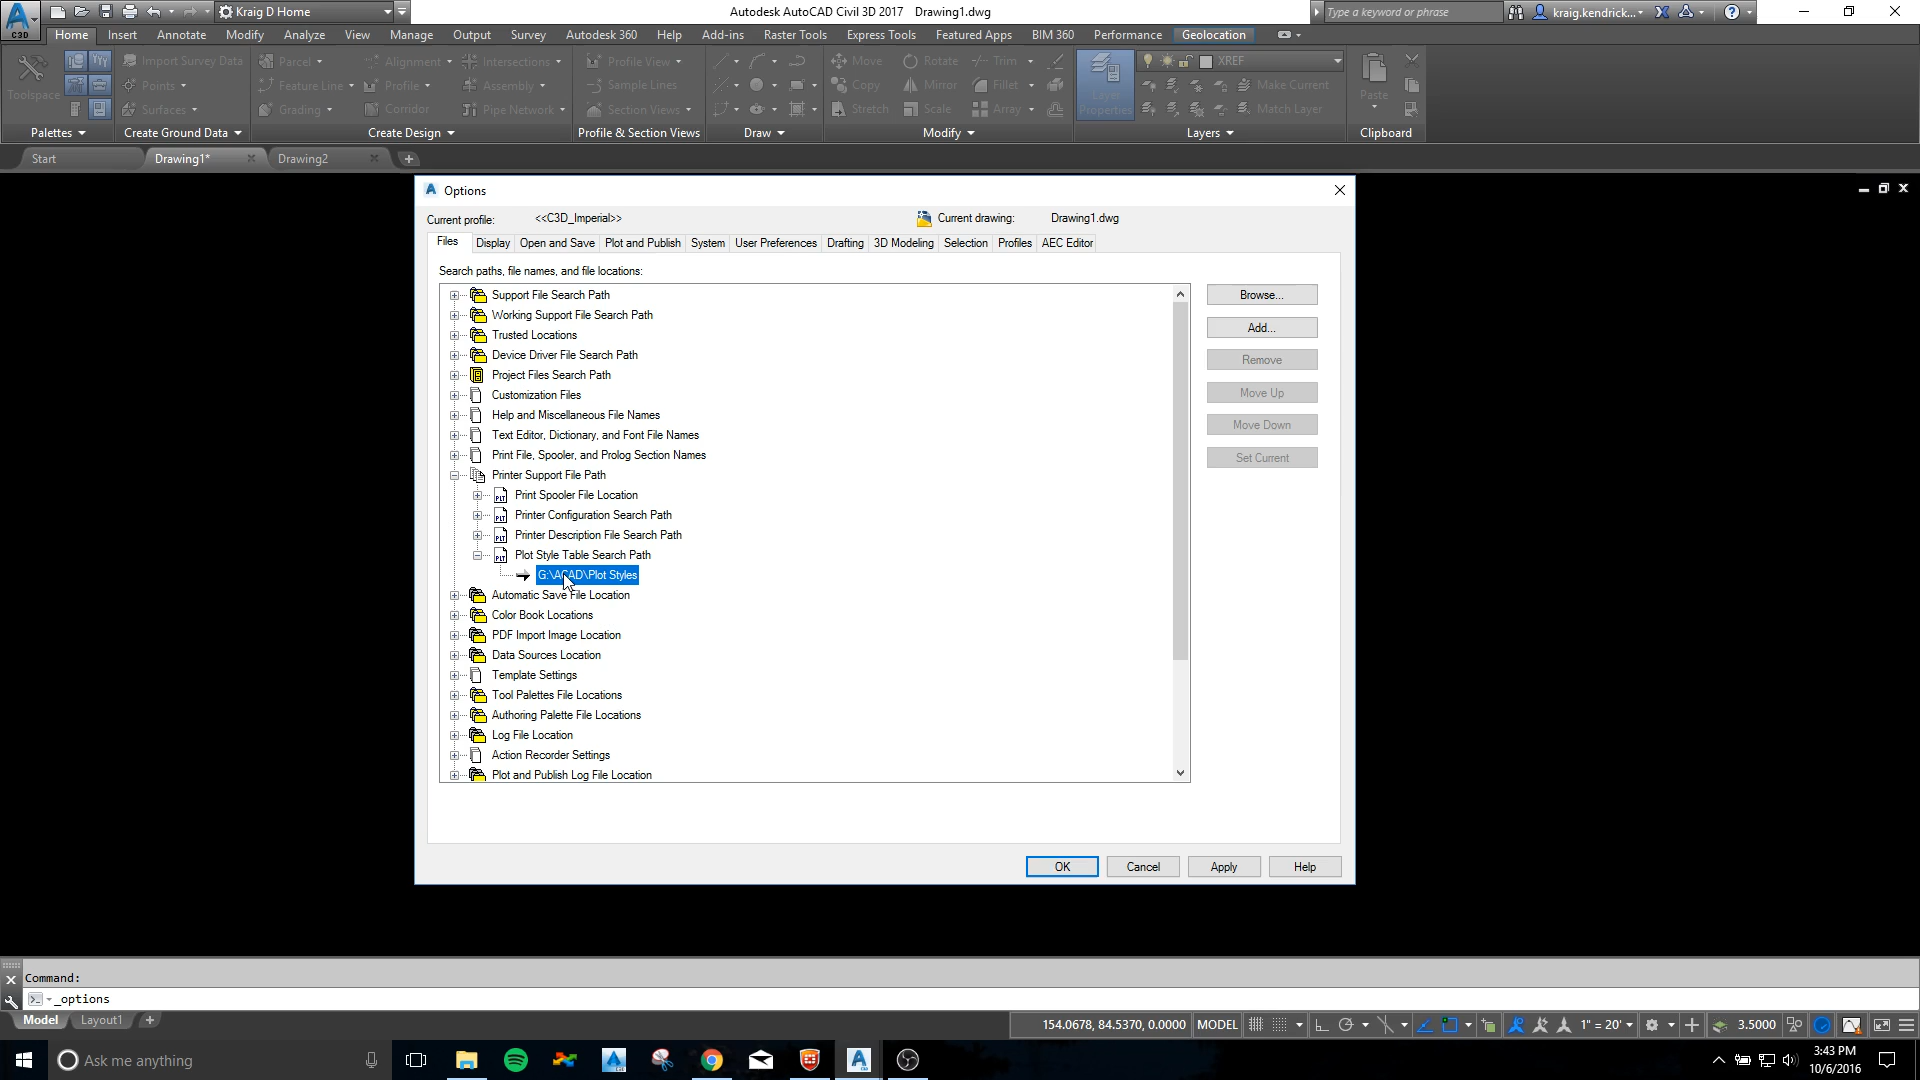 Kraig D Home
Autodesk AutoCAD Civil 3D 2017 Drawing1.dwg
Type a keyword or phrase
kraig.kendrick...
C3D
Home Insert Annotate Modify Analyze View Manage Output Survey Autodesk 360 Help Add-ins Raster Tools Express Tools Featured Apps BIM 360 Performance Geolocation
Toolspace
Import Survey Data
Points
Surfaces
Parcel
Feature Line
Grading
Alignment
Profile
Corridor
Intersections
Assembly
Pipe Network
Profile View
Sample Lines
Section Views
Move
Copy
Stretch
Rotate
Mirror
Scale
Trim
Fillet
Array
Layer
Properties
XREF
Make Current
Match Layer
Paste
Palettes Create Ground Data Create Design Profile & Section Views Draw Modify Layers Clipboard
Start Drawing1* Drawing2
Options
Current profile: <<C3D_Imperial>> Current drawing: Drawing1.dwg
Files Display Open and Save Plot and Publish System User Preferences Drafting 3D Modeling Selection Profiles AEC Editor
Search paths, file names, and file locations:
Support File Search Path
Working Support File Search Path
Trusted Locations
Device Driver File Search Path
Project Files Search Path
Customization Files
Help and Miscellaneous File Names
Text Editor, Dictionary, and Font File Names
Print File, Spooler, and Prolog Section Names
Printer Support File Path
PLT Print Spooler File Location
PLT Printer Configuration Search Path
PLT Printer Description File Search Path
PLT Plot Style Table Search Path
G:\ACAD\Plot Styles
Automatic Save File Location
Color Book Locations
PDF Import Image Location
Data Sources Location
Template Settings
Tool Palettes File Locations
Authoring Palette File Locations
Log File Location
Action Recorder Settings
Plot and Publish Log File Location
Browse...
Add...
Remove
Move Up
Move Down
Set Current
OK Cancel Apply Help
Command:
_options
Model Layout1
154.0678, 84.5370, 0.0000 MODEL 1" = 20' 3.5000
Ask me anything
3:43 PM
10/6/2016